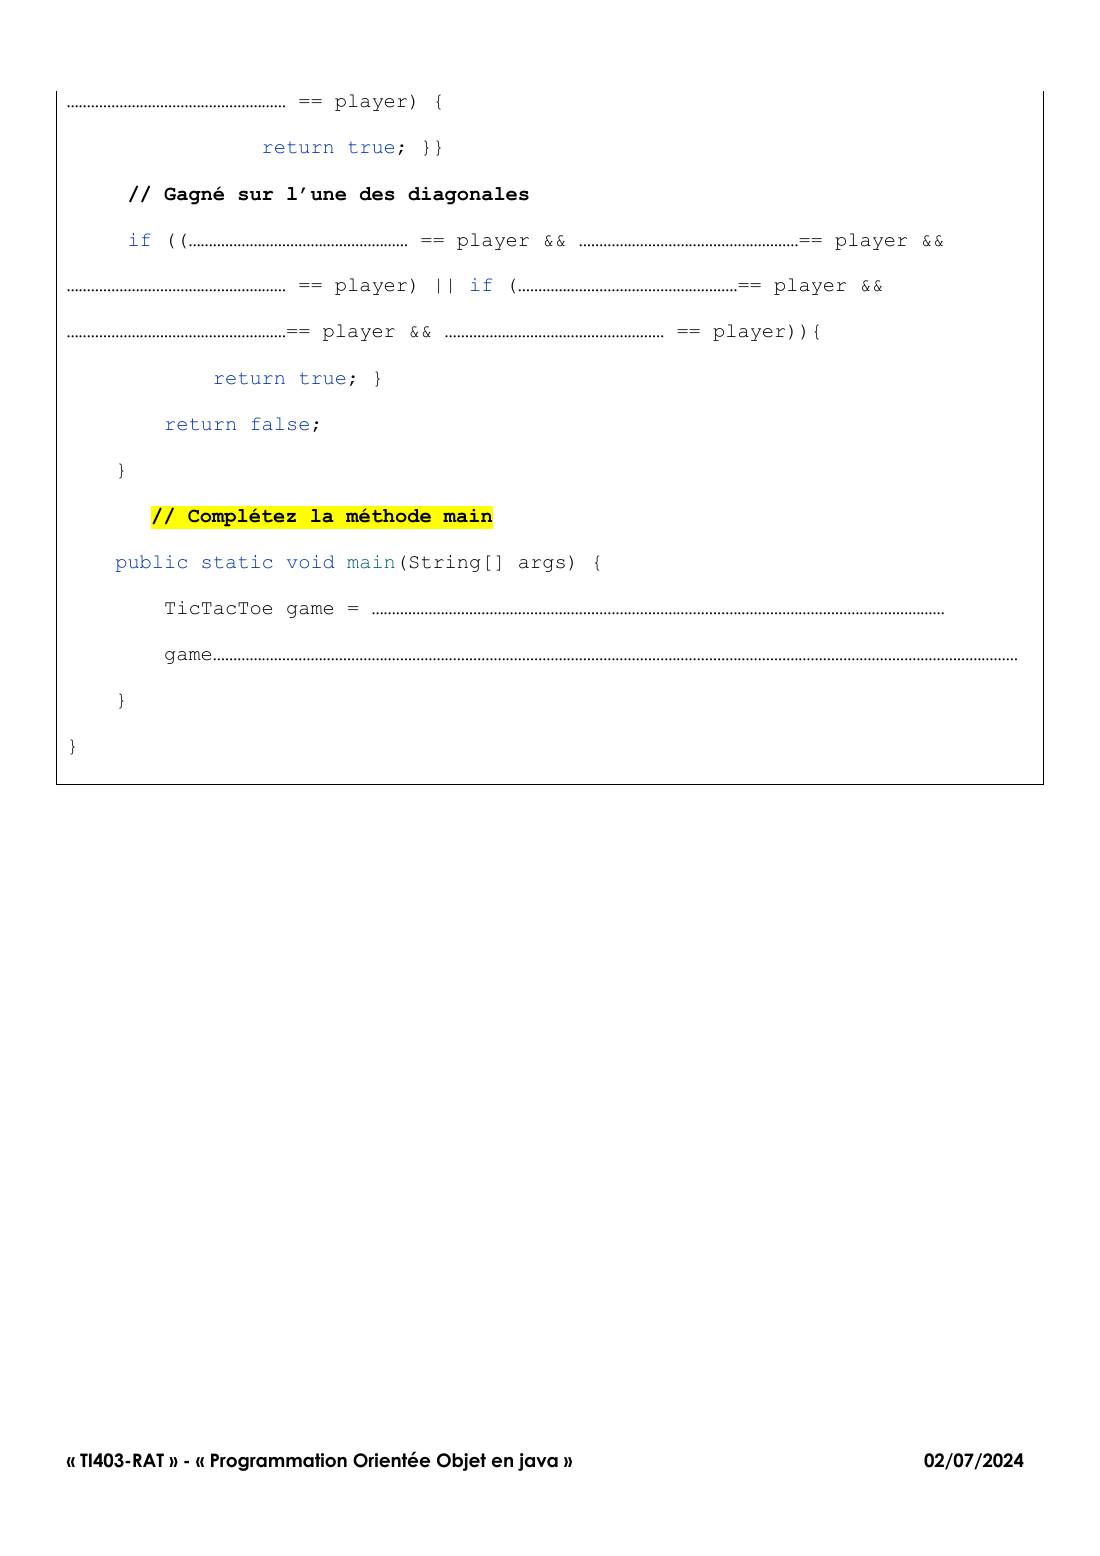 …………………………………………… == player) {
return true; }}
// Gagné sur l’une des diagonales
if ((……………………………………………… == player && ………………………………………………== player &&
……………………………………………… == player) || if (………………………………………………== player &&
………………………………………………== player && ……………………………………………… == player)){
return true; }
return false;
}
// Complétez la méthode main
public static void main(String[] args) {
TicTacToe game = ……………………………………………………………………………………………………………………………
game………………………………………………………………………………………………………………………………………………………………………………
}
}
« TI403-RAT » - « Programmation Orientée Objet en java » 02/07/2024